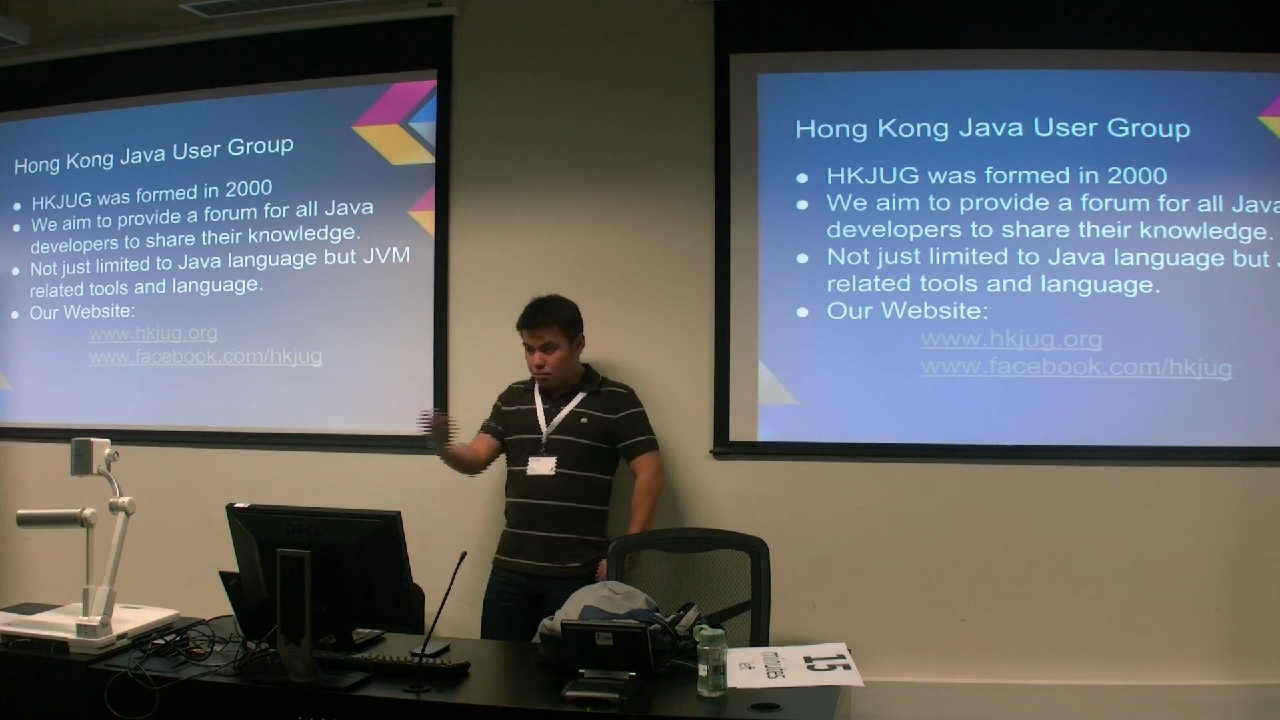 Hong Kong Java User Group
HKJUG was formed in 2000
We aim to provide a forum for all Java
developers to share their knowledge.
Not just limited to Java language but JVM
related tools and language.
Our Website:
www.hkjug.org
www.facebook.com/hkjug
Hong Kong Java User Group
HKJUG was formed in 2000
We aim to provide a forum for all Java
developers to share their knowledge.
Not just limited to Java language but
related tools and language.
Our Website:
www.hkjug.org
www.facebook.com/hkjug
DELL
15
minutes
Left